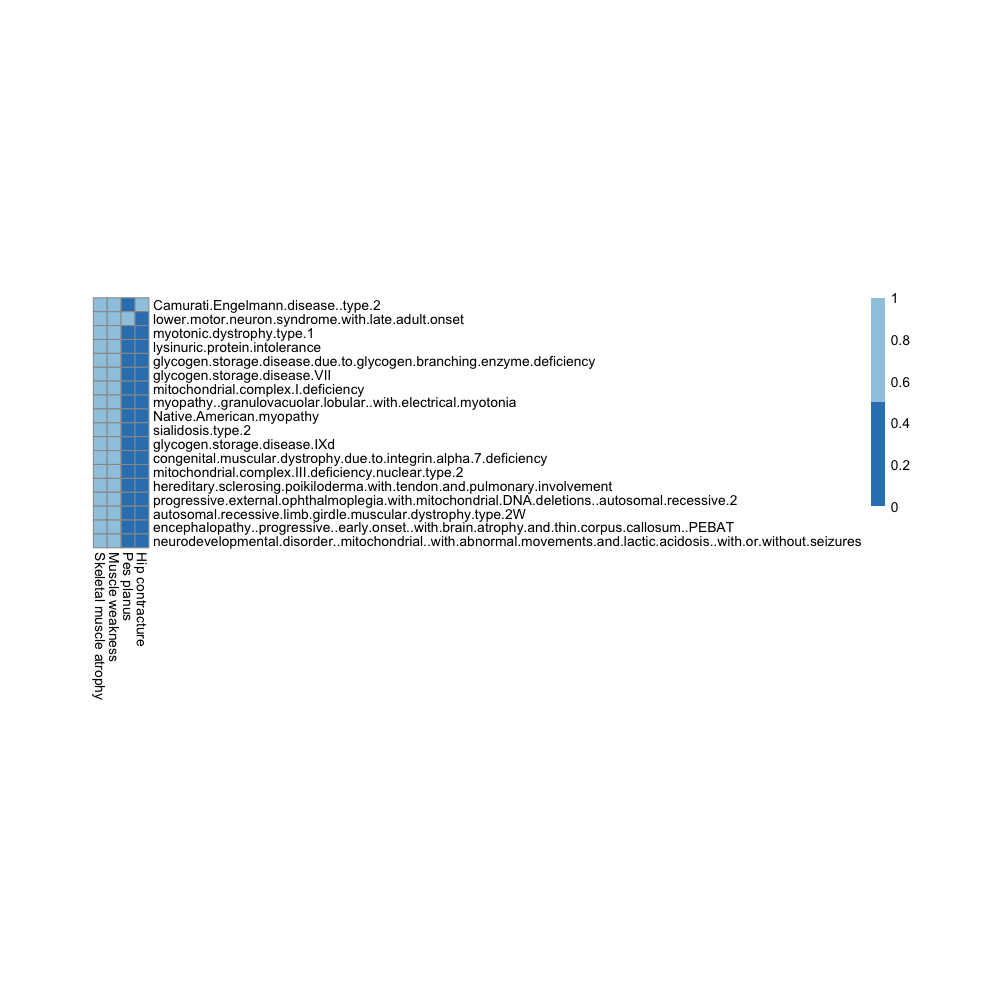 Camurati.Engelmann.disease..type.2
lower.motor.neuron.syndrome.with.late.adult.onset
myotonic.dystrophy.type.1
lysinuric.protein.intolerance
glycogen.storage.disease.due.to.glycogen.branching.enzyme.deficiency
glycogen.storage.disease.VII
mitochondrial.complex.I.deficiency
myopathy..granulovacuolar.lobular..with.electrical.myotonia
Native.American.myopathy
sialidosis.type.2
glycogen.storage.disease.IXd
congenital.muscular.dystrophy.due.to.integrin.alpha.7.deficiency
mitochondrial.complex.III.deficiency.nuclear.type.2
hereditary.sclerosing.poikiloderma.with.tendon.and.pulmonary.involvement
progressive.external.ophthalmoplegia.with.mitochondrial.DNA.deletions..autosomal.recessive.2
autosomal.recessive.limb.girdle.muscular.dystrophy.type.2W
encephalopathy..progressive..early.onset..with.brain.atrophy.and.thin.corpus.callosum..PEBAT
neurodevelopmental.disorder..mitochondrial..with.abnormal.movements.and.lactic.acidosis..with.or.without.seizures
Skeletal muscle atrophy
Muscle weakness
Pes planus
Hip contracture
1
0.8
0.6
0.4
0.2
0